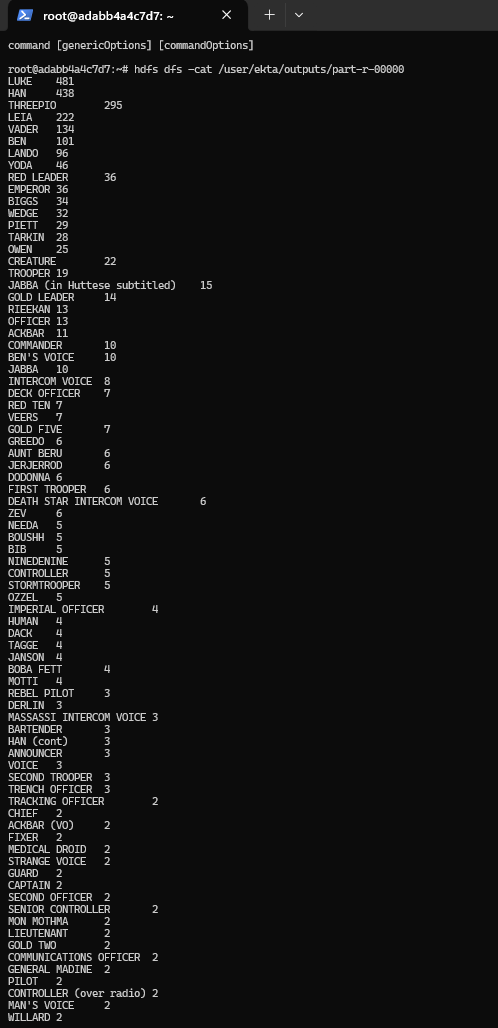 root@adabb4a4c7d7: ~
command [genericOptions] [commandOptions]
root@adabb4a4c7d7:~# hdfs dfs -cat /user/ekta/outputs/part-r-00000
LUKE 481
HAN 438
THREEPIO 295
LEIA 222
VADER 134
BEN 101
LANDO 96
YODA 46
RED LEADER 36
EMPEROR 36
BIGGS 34
WEDGE 32
PIETT 29
TARKIN 28
OWEN 25
CREATURE 22
TROOPER 19
JABBA (in Huttese subtitled) 15
GOLD LEADER 14
RIEEKAN 13
OFFICER 13
ACKBAR 11
COMMANDER 10
BEN'S VOICE 10
JABBA 10
INTERCOM VOICE 8
DECK OFFICER 7
RED TEN 7
VEERS 7
GOLD FIVE 7
GREEDO 6
AUNT BERU 6
JERJERROD 6
DODONNA 6
FIRST TROOPER 6
DEATH STAR INTERCOM VOICE 6
ZEV 6
NEEDA 5
BOUSHH 5
BIB 5
NINEDENINE 5
CONTROLLER 5
STORMTROOPER 5
OZZEL 5
IMPERIAL OFFICER 4
HUMAN 4
DACK 4
TAGGE 4
JANSON 4
BOBA FETT 4
MOTTI 4
REBEL PILOT 3
DERLIN 3
MASSASSI INTERCOM VOICE 3
BARTENDER 3
HAN (cont) 3
ANNOUNCER 3
VOICE 3
SECOND TROOPER 3
TRENCH OFFICER 3
TRACKING OFFICER 2
CHIEF 2
ACKBAR (VO) 2
FIXER 2
MEDICAL DROID 2
STRANGE VOICE 2
GUARD 2
CAPTAIN 2
SECOND OFFICER 2
SENIOR CONTROLLER 2
MON MOTHMA 2
LIEUTENANT 2
GOLD TWO 2
COMMUNICATIONS OFFICER 2
GENERAL MADINE 2
PILOT 2
CONTROLLER (over radio) 2
MAN'S VOICE 2
WILLARD 2